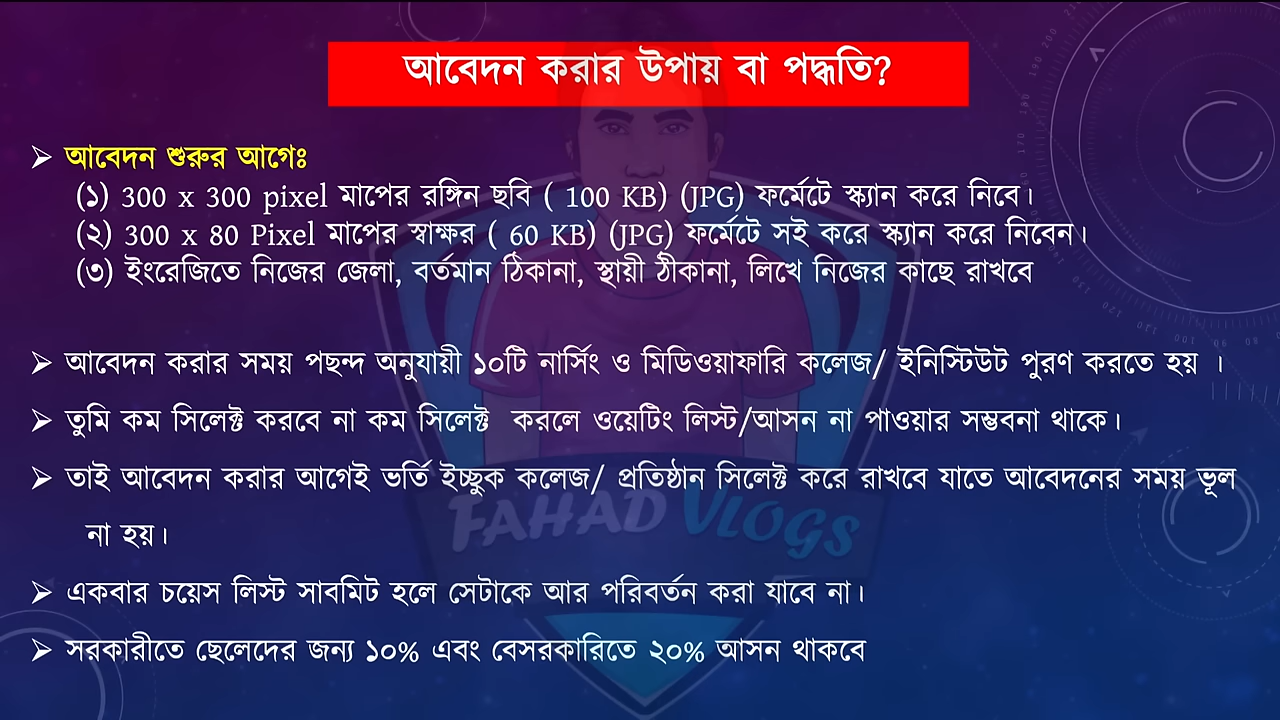 আবেদন করার উপায় বা পদ্ধতি?
➢ আবেদন শুরুর আগেঃ
(১) 300 x 300 pixel মাপের রঙ্গিন ছবি ( 100 KB) (JPG) ফর্মেটে স্ক্যান করে নিবে।
(২) 300 x 80 Pixel মাপের স্বাক্ষর ( 60 KB) (JPG) ফর্মেটে সই করে স্ক্যান করে নিবেন।
(৩) ইংরেজিতে নিজের জেলা, বর্তমান ঠিকানা, স্থায়ী ঠীকানা, লিখে নিজের কাছে রাখবে
➢ আবেদন করার সময় পছন্দ অনুযায়ী ১০টি নার্সিং ও মিডিওয়াফারি কলেজ/ ইনিস্টিউট পুরণ করতে হয় ।
➢ তুমি কম সিলেক্ট করবে না কম সিলেক্ট করলে ওয়েটিং লিস্ট/আসন না পাওয়ার সম্ভবনা থাকে।
➢ তাই আবেদন করার আগেই ভর্তি ইচ্ছুক কলেজ/ প্রতিষ্ঠান সিলেক্ট করে রাখবে যাতে আবেদনের সময় ভূল
না হয়।
FAHAD VLOGS
➢ একবার চয়েস লিস্ট সাবমিট হলে সেটাকে আর পরিবর্তন করা যাবে না।
➢ সরকারীতে ছেলেদের জন্য ১০% এবং বেসরকারিতে ২০% আসন থাকবে